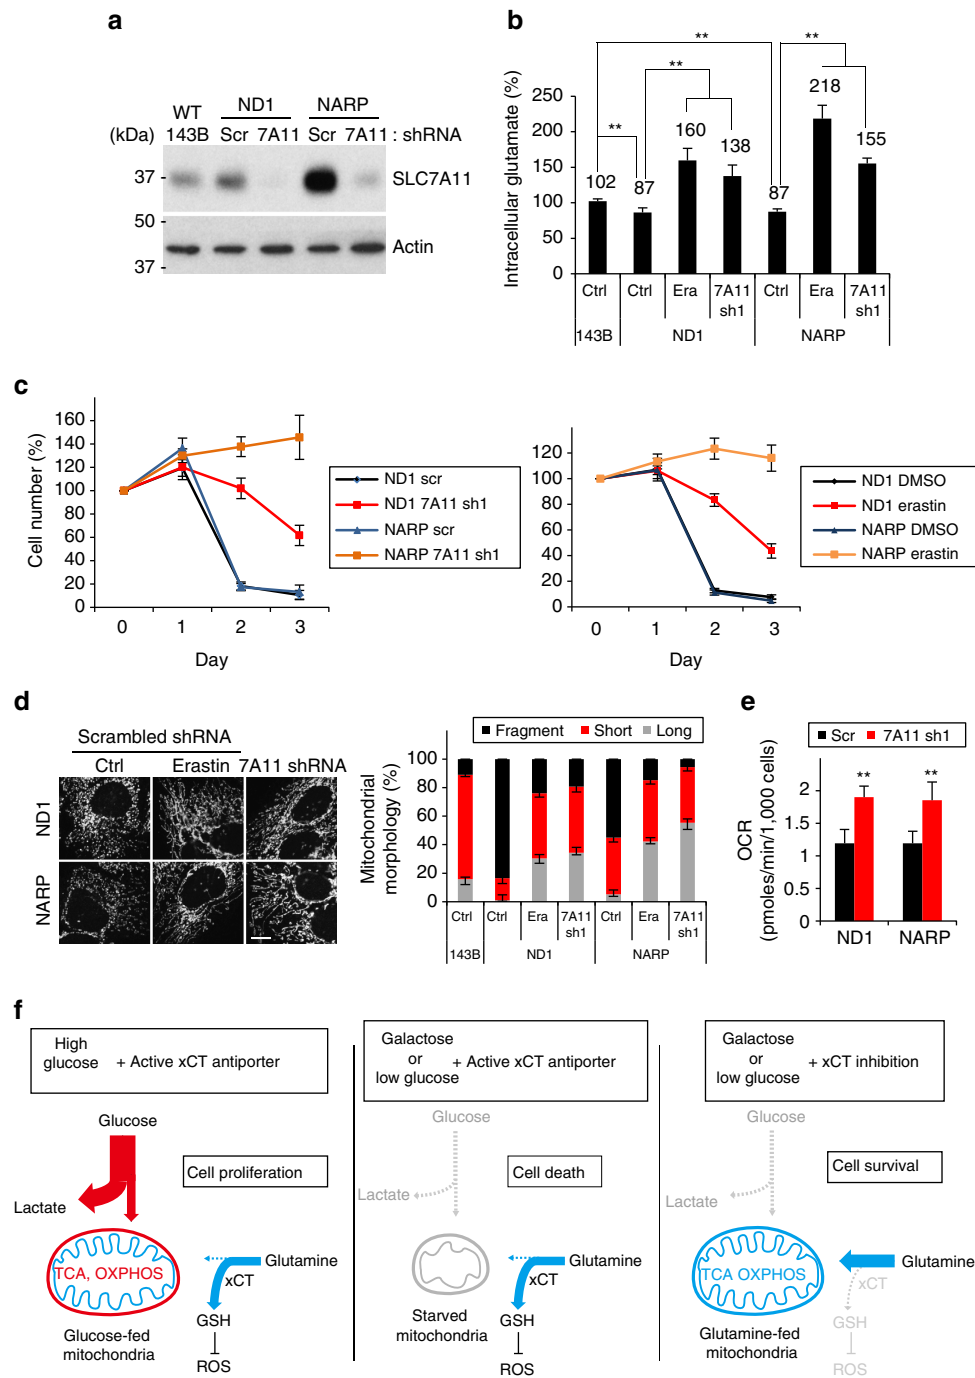 a
WT
143B
ND1
NARP
(kDa)
Scr
7A11
Scr
7A11
: shRNA
37
SLC7A11
50
Actin
37
b
Intracellular glutamate (%)
250
200
150
100
50
0
102
87
160
138
87
218
155
**
**
**
**
Ctrl
Ctrl
Era
7A11
sh1
Ctrl
Era
7A11
sh1
143B
ND1
NARP
c
Cell number (%)
160
140
120
100
80
60
40
20
0
0
1
2
3
Day
ND1 scr
ND1 7A11 sh1
NARP scr
NARP 7A11 sh1
120
100
80
60
40
20
0
0
1
2
3
Day
ND1 DMSO
ND1 erastin
NARP DMSO
NARP erastin
d
Scrambled shRNA
Ctrl
Erastin
7A11 shRNA
ND1
NARP
Fragment
Short
Long
Mitochondrial
morphology (%)
100
80
60
40
20
0
Ctrl
Ctrl
Era
7A11
sh1
Ctrl
Era
7A11
sh1
143B
ND1
NARP
e
Scr
7A11 sh1
OCR
(pmoles/min/1,000 cells)
2
1.5
1
0.5
0
**
**
ND1
NARP
f
High
glucose
+ Active xCT antiporter
Glucose
Cell proliferation
Lactate
TCA, OXPHOS
Glutamine
xCT
GSH
ROS
Glucose-fed
mitochondria
Galactose
or
low glucose
+ Active xCT antiporter
Glucose
Cell death
Lactate
Glutamine
xCT
GSH
ROS
Starved
mitochondria
Galactose
or
low glucose
+ xCT inhibition
Glucose
Cell survival
Lactate
TCA OXPHOS
Glutamine
xCT
GSH
ROS
Glutamine-fed
mitochondria